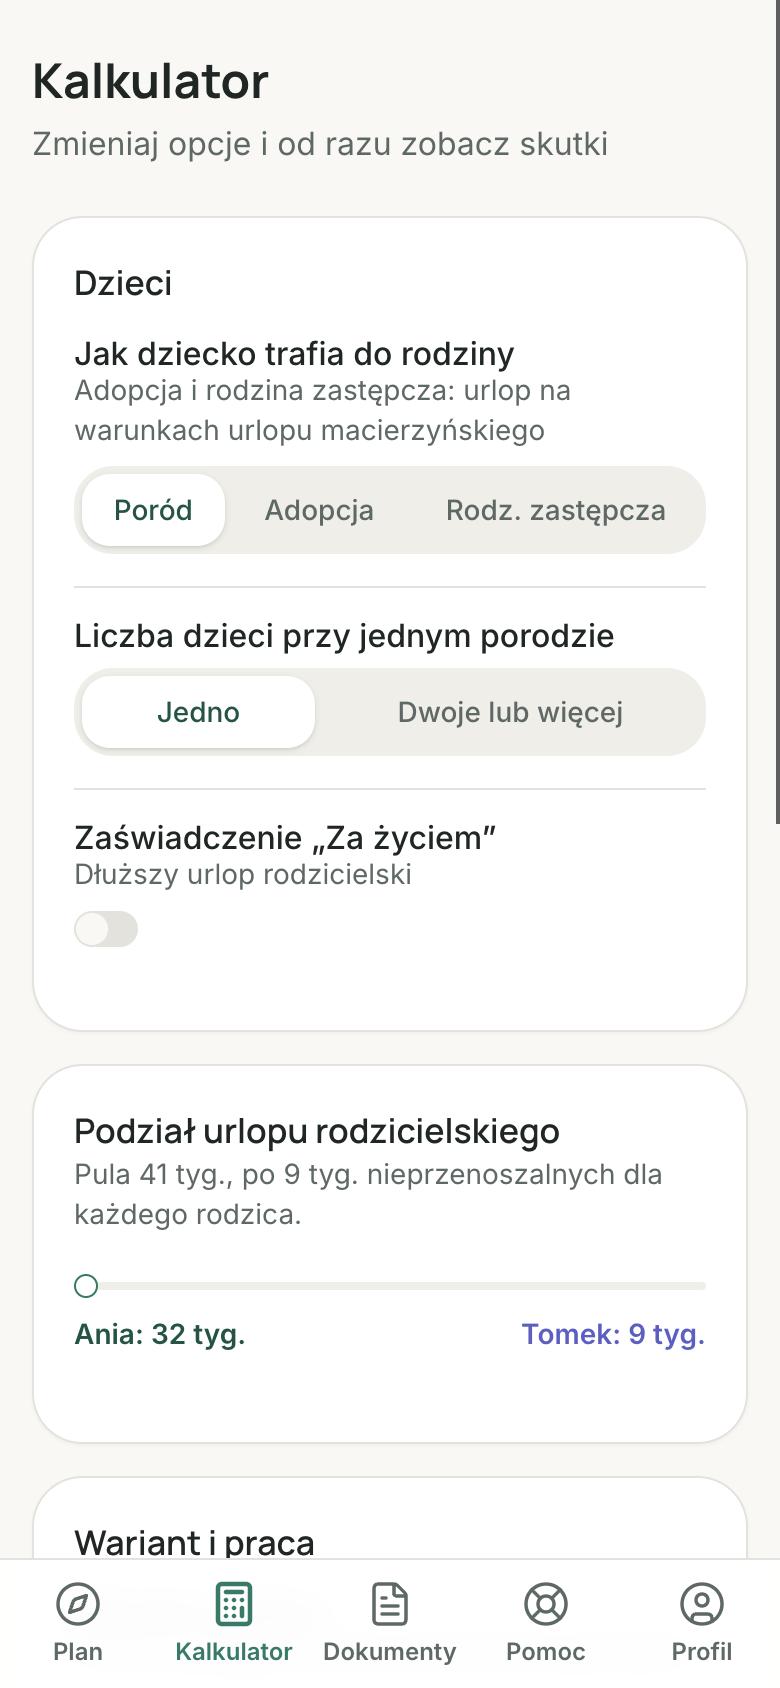 Kalkulator
Zmieniaj opcje i od razu zobacz skutki
Dzieci
Jak dziecko trafia do rodziny
Adopcja i rodzina zastępcza: urlop na
warunkach urlopu macierzyńskiego
Poród
Adopcja
Rodz. zastępcza
Liczba dzieci przy jednym porodzie
Jedno
Dwoje lub więcej
Zaświadczenie „Za życiem”
Dłuższy urlop rodzicielski
Podział urlopu rodzicielskiego
Pula 41 tyg., po 9 tyg. nieprzenoszalnych dla
każdego rodzica.
Ania: 32 tyg.
Tomek: 9 tyg.
Wariant i praca
Plan
Kalkulator
Dokumenty
Pomoc
Profil